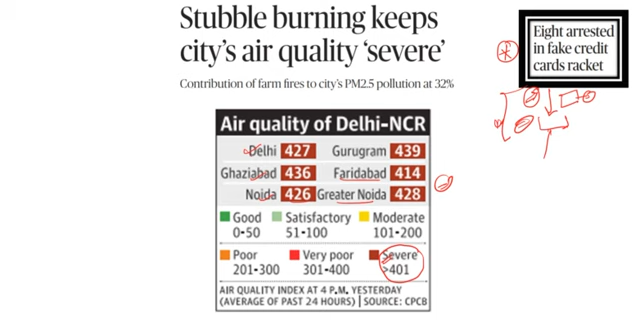 Stubble burning keeps
city's air quality 'severe'
Contribution of farm fires to city's PM2.5 pollution at 32%
Eight arrested
in fake credit
cards racket
Air quality of Delhi-NCR
Delhi 427 Gurugram 439
Ghaziabad 436 Faridabad 414
Noida 426 Greater Noida 428
Good Satisfactory Moderate
0-50 51-100 101-200
Poor Very poor Severe
201-300 301-400 >401
AIR QUALITY INDEX AT 4 P.M. YESTERDAY
(AVERAGE OF PAST 24 HOURS) | SOURCE: CPCB